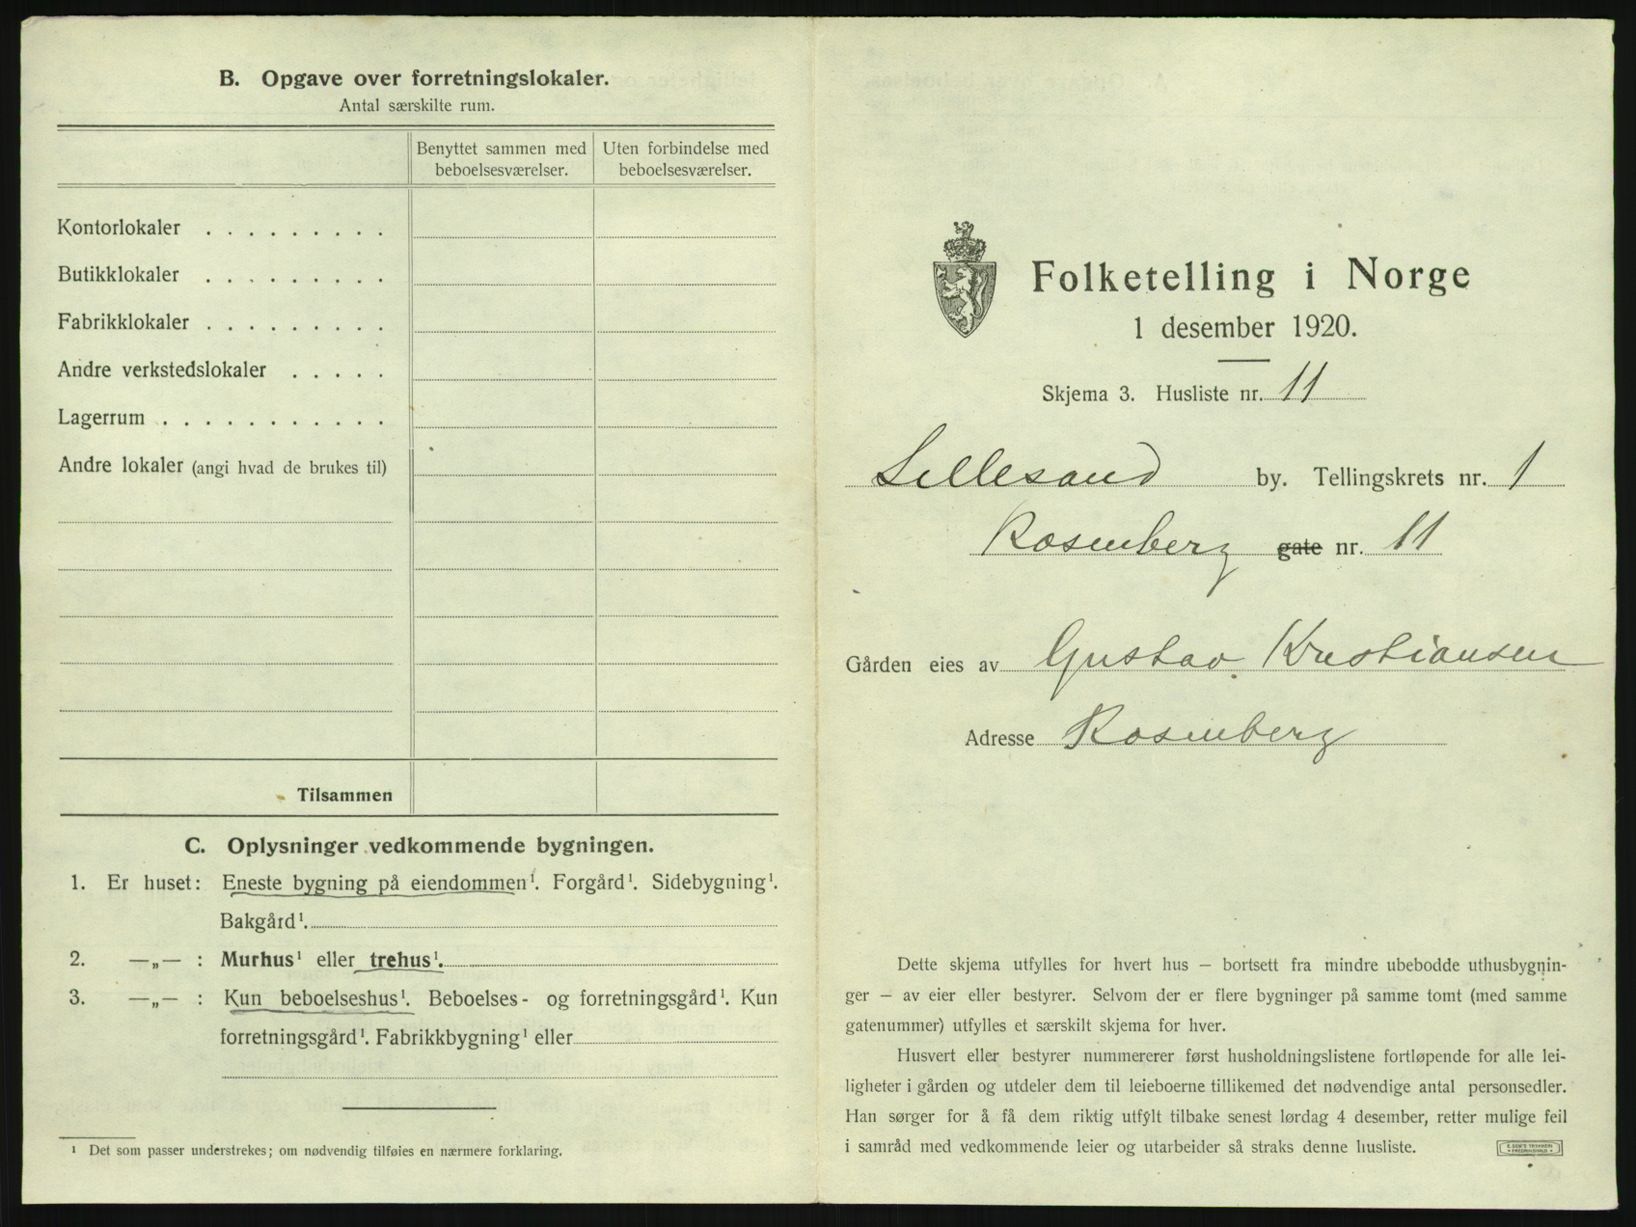 B. Opgave over forretningslokaler.
Antal særskilte rum.
Benyttet sammen med beboelsesværelser.
Uten forbindelse med beboelsesværelser.
Kontorlokaler . . . . . . . . .
Butikklokaler . . . . . . . . .
Fabrikklokaler . . . . . . . . .
Andre verkstedslokaler . . . . .
Lagerrum . . . . . . . . . . .
Andre lokaler (angi hvad de brukes til)
Tilsammen
C. Oplysninger vedkommende bygningen.
1. Er huset: Eneste bygning på eiendommen¹. Forgård¹. Sidebygning¹.
Bakgård¹.
2. —„— : Murhus¹ eller trehus¹.
3. —„— : Kun beboelseshus¹. Beboelses- og forretningsgård¹. Kun
forretningsgård¹. Fabrikkbygning¹ eller
¹ Det som passer understrekes; om nødvendig tilføies en nærmere forklaring.
Folketelling i Norge
1 desember 1920.
Skjema 3. Husliste nr. 11
Lillesand by. Tellingskrets nr. 1
Rosenberg gate nr. 11
Gården eies av Gustav Kristiansen
Adresse Rosenberg
Dette skjema utfylles for hvert hus — bortsett fra mindre ubebodde uthusbygnin-
ger — av eier eller bestyrer. Selvom der er flere bygninger på samme tomt (med samme
gatenummer) utfylles et særskilt skjema for hver.
Husvert eller bestyrer nummererer først husholdningslistene fortløpende for alle lei-
ligheter i gården og utdeler dem til leieboerne tillikemed det nødvendige antal personsedler.
Han sørger for å få dem riktig utfylt tilbake senest lørdag 4 desember, retter mulige feil
i samråd med vedkommende leier og utarbeider så straks denne husliste.